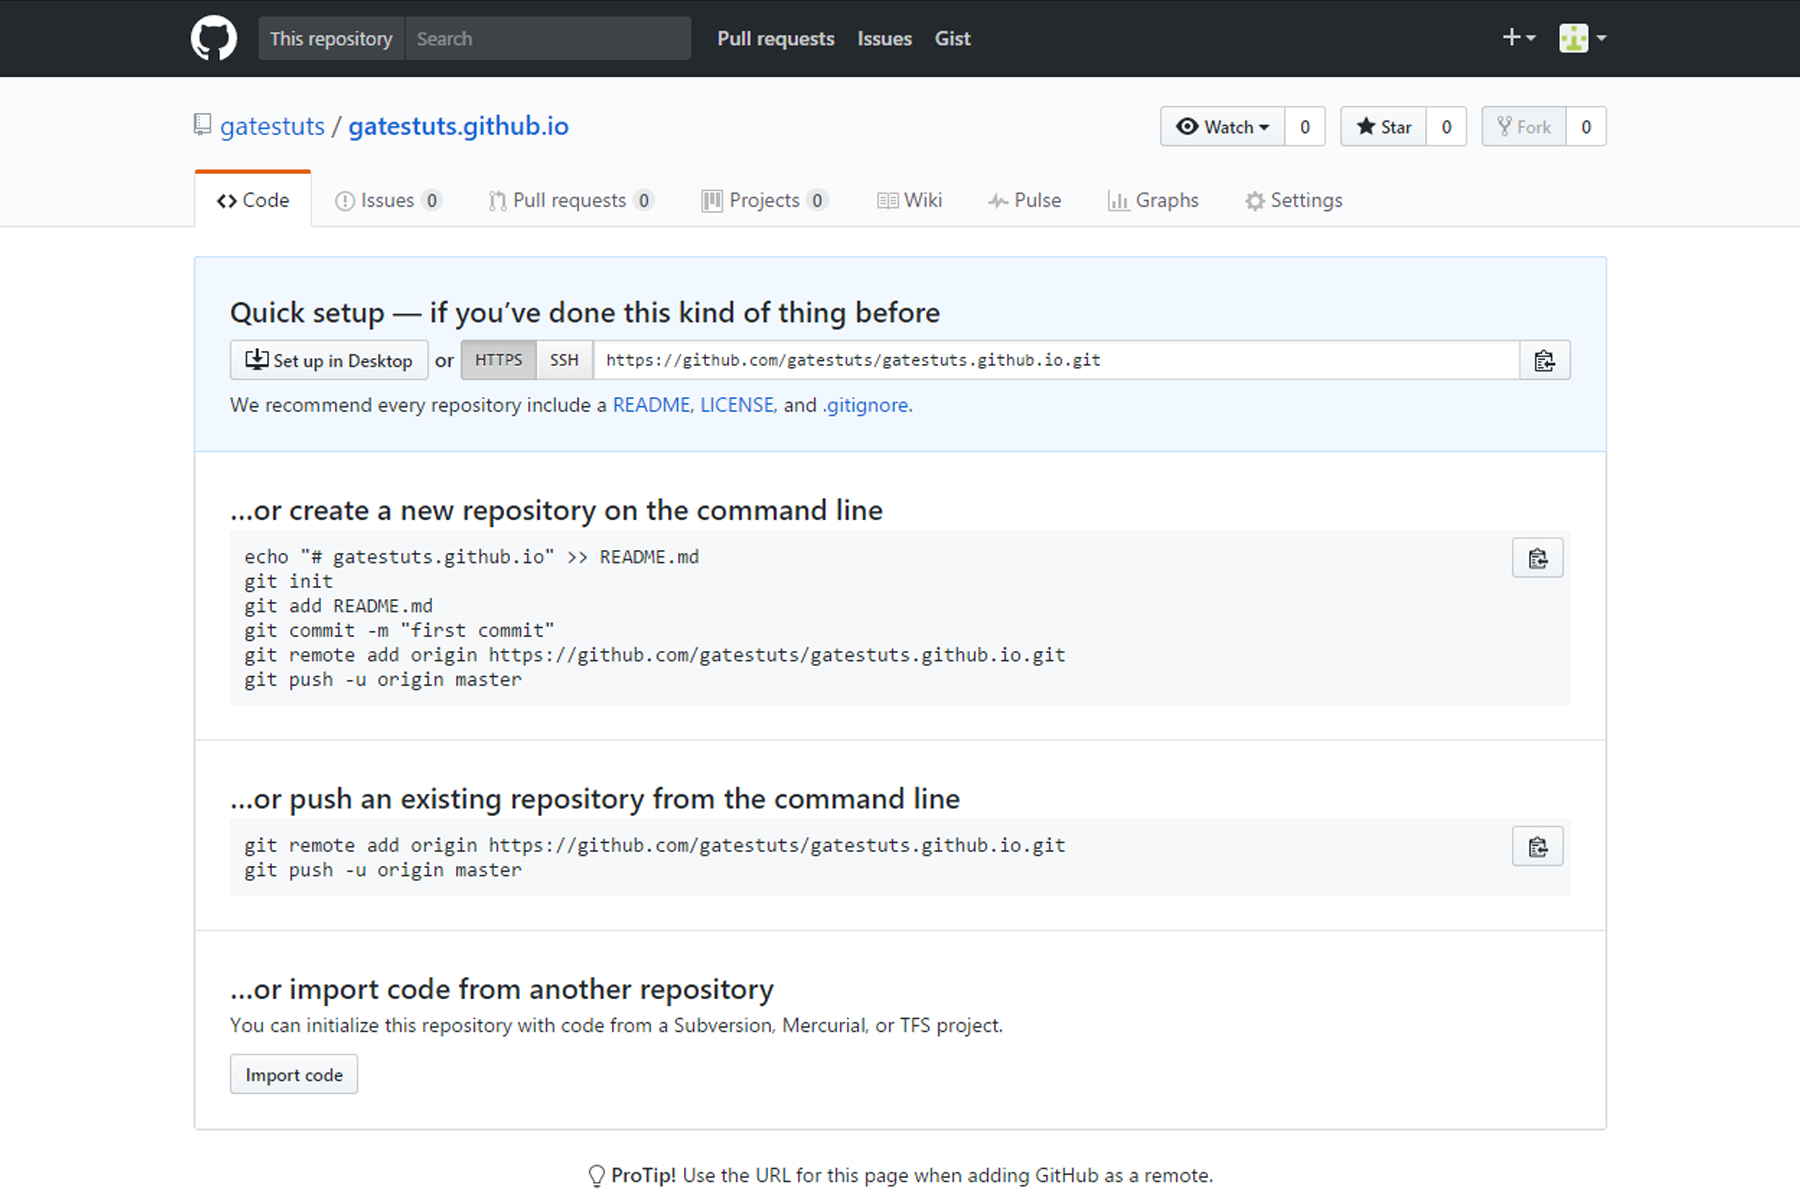 This repository Search Pull requests Issues Gist
gatestuts / gatestuts.github.io Watch 0 Star 0 Fork 0
Code Issues 0 Pull requests 0 Projects 0 Wiki Pulse Graphs Settings
Quick setup — if you’ve done this kind of thing before
Set up in Desktop or HTTPS SSH https://github.com/gatestuts/gatestuts.github.io.git
We recommend every repository include a README, LICENSE, and .gitignore.
…or create a new repository on the command line
echo "# gatestuts.github.io" >> README.md
git init
git add README.md
git commit -m "first commit"
git remote add origin https://github.com/gatestuts/gatestuts.github.io.git
git push -u origin master
…or push an existing repository from the command line
git remote add origin https://github.com/gatestuts/gatestuts.github.io.git
git push -u origin master
…or import code from another repository
You can initialize this repository with code from a Subversion, Mercurial, or TFS project.
Import code
ProTip! Use the URL for this page when adding GitHub as a remote.